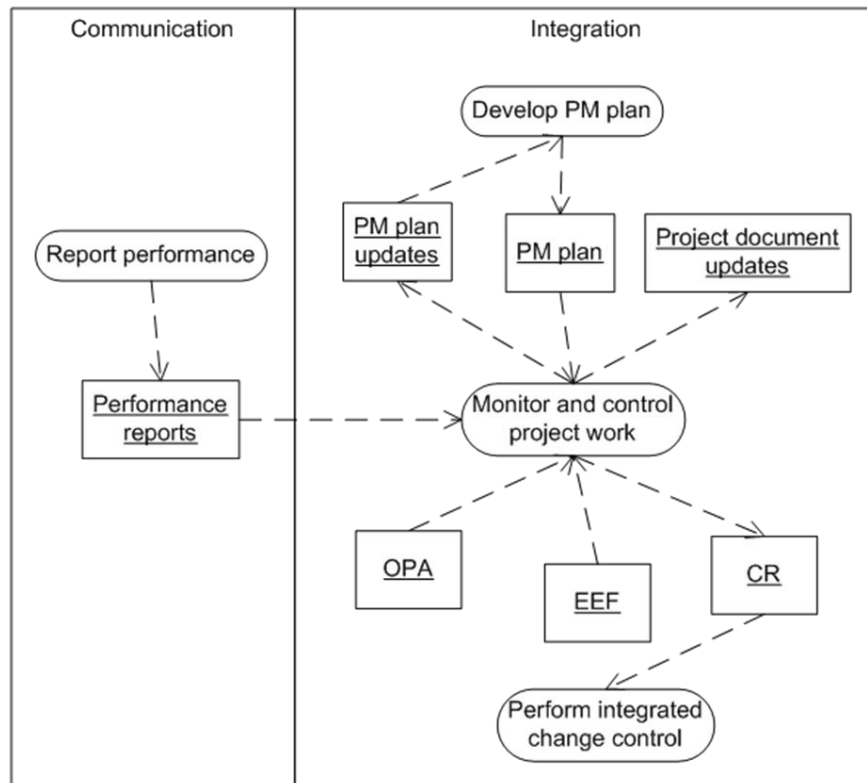 Communication
Integration
Develop PM plan
Report performance
PM plan
updates
PM plan
Project document
updates
Performance
reports
Monitor and control
project work
OPA
EEF
CR
Perform integrated
change control